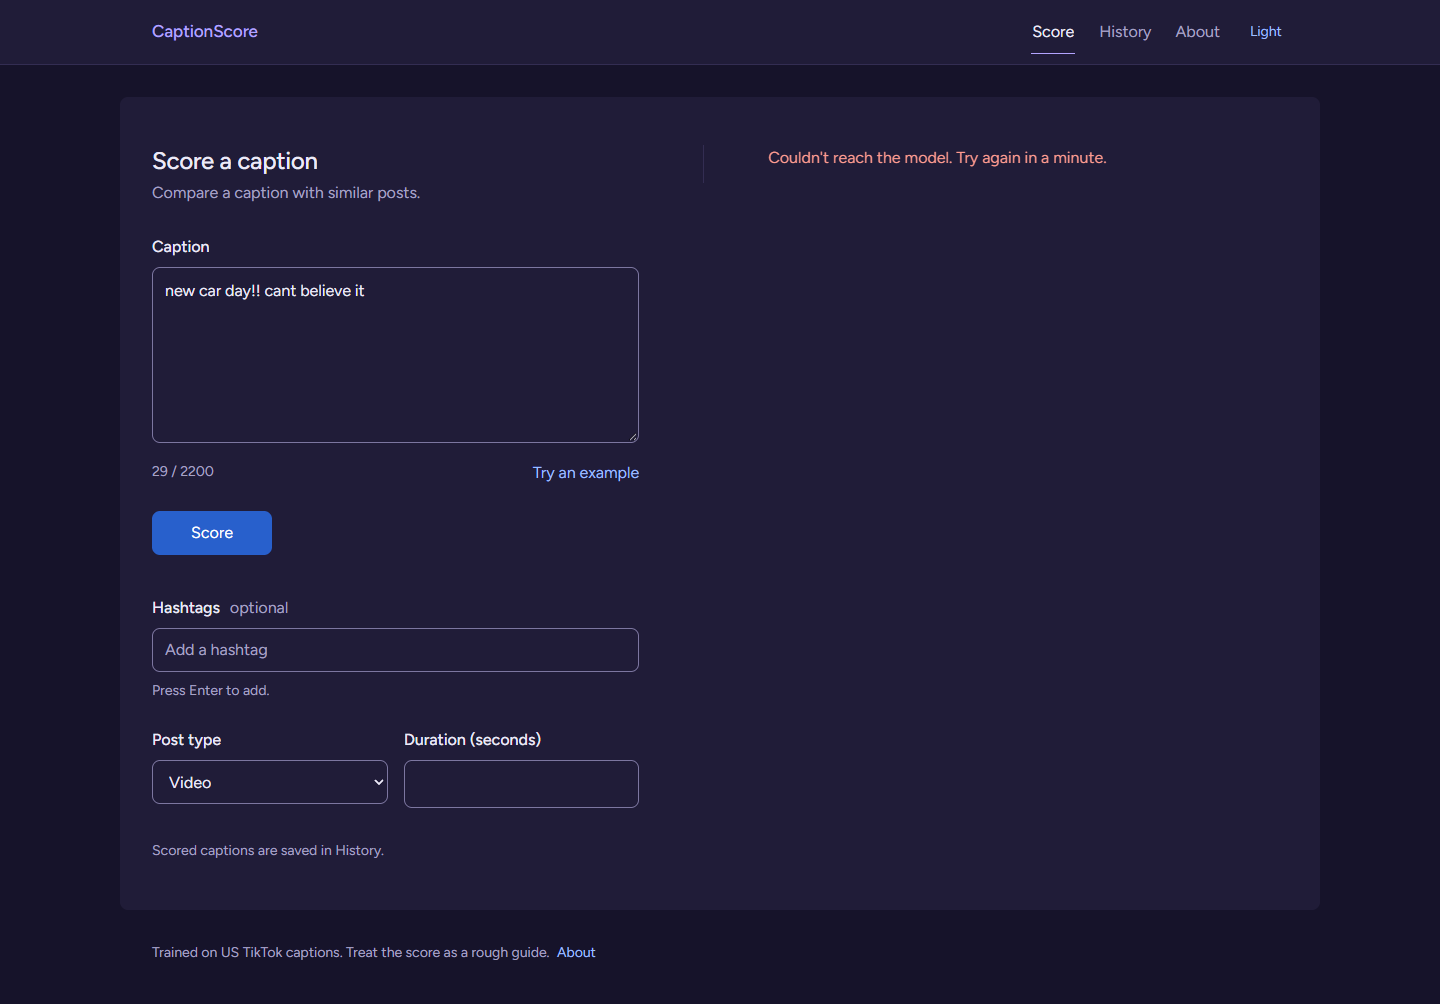 CaptionScore
Score History About Light
Score a caption
Compare a caption with similar posts.
Caption
new car day!! cant believe it
29 / 2200
Try an example
Score
Hashtags optional
Add a hashtag
Press Enter to add.
Post type
Duration (seconds)
Video
Scored captions are saved in History.
Couldn't reach the model. Try again in a minute.
Trained on US TikTok captions. Treat the score as a rough guide. About